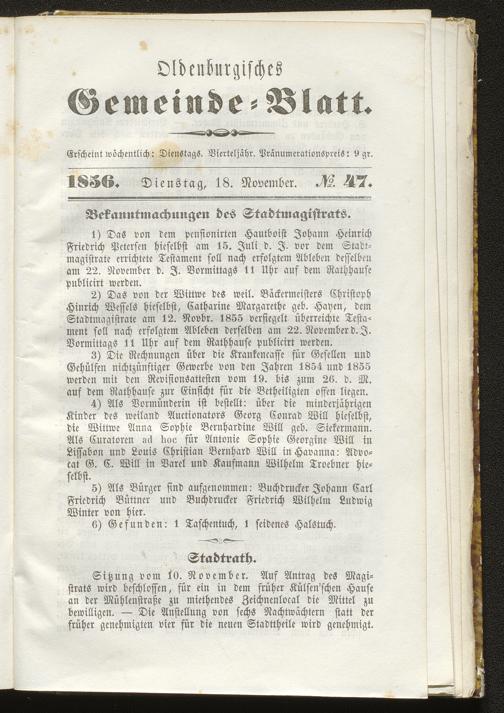 Oldenburgisches
Gemeinde-Blatt.
Erscheint wöchentlich: Dienstags. Vierteljähr. Pränumerationspreis: 9 gr.
1856. Dienstag, 18. November. № 47.
Bekanntmachungen des Stadtmagistrats.
1) Das von dem pensionirten Hautboist Johann Heinrich
Friedrich Petersen hieselbst am 15. Juli d. J. vor dem Stadt-
magistrate errichtete Testament soll nach erfolgtem Ableben desselben
am 22. November d. J. Vormittags 11 Uhr auf dem Rathhause
publicirt werden.
2) Das von der Wittwe des weil. Bäckermeisters Christoph
Hinrich Wessels hieselbst, Catharine Margarethe geb. Hayen, dem
Stadtmagistrate am 12. Novbr. 1855 versiegelt überreichte Testa-
ment soll nach erfolgtem Ableben derselben am 22. November d. J.
Vormittags 11 Uhr auf dem Rathhause publicirt werden.
3) Die Rechnungen über die Krankencasse für Gesellen und
Gehülfen nichtzünftiger Gewerbe von den Jahren 1854 und 1855
werden mit den Revisionsattesten vom 19. bis zum 26. d. M.
auf dem Rathhause zur Einsicht für die Betheiligten offen liegen.
4) Als Vormünderin ist bestellt: über die minderjährigen
Kinder des weiland Auctionators Georg Conrad Will hieselbst,
die Wittwe Anna Sophie Bernhardine Will geb. Siefermann.
Als Curatoren ad hoc für Antonie Sophie Georgine Will in
Lissabon und Louis Christian Bernhard Will in Havanna: Advo-
cat G. C. Will in Varel und Kaufmann Wilhelm Troebner hie-
selbst.
5) Als Bürger sind aufgenommen: Buchdrucker Johann Carl
Friedrich Büttner und Buchdrucker Friedrich Wilhelm Ludwig
Winter von hier.
6) Gefunden: 1 Taschentuch, 1 seidenes Halstuch.
Stadtrath.
Sitzung vom 10. November. Auf Antrag des Magi-
strats wird beschlossen, für ein in dem früher Külsen'schen Hause
an der Mühlenstraße zu miethendes Zeichnenlocal die Mittel zu
bewilligen. — Die Anstellung von sechs Nachtwächtern statt der
früher genehmigten vier für die neuen Stadttheile wird genehmigt.